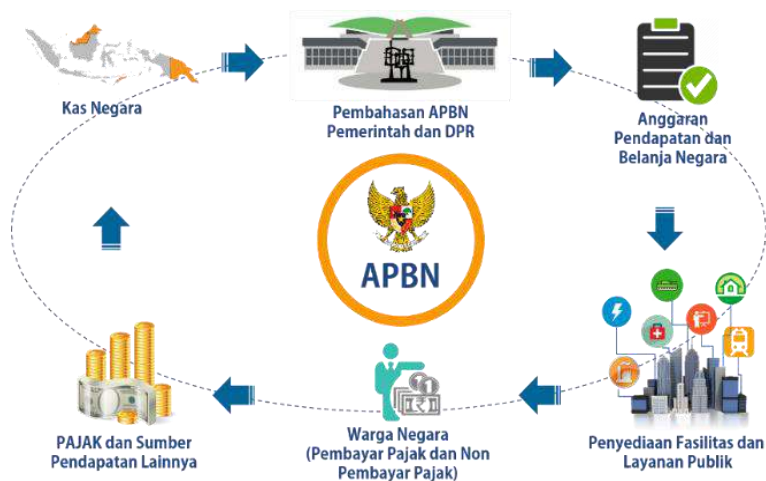 Kas Negara
Pembahasan APBN
Pemerintah dan DPR
Anggaran
Pendapatan dan
Belanja Negara
APBN
PAJAK dan Sumber
Pendapatan Lainnya
Warga Negara
(Pembayar Pajak dan Non
Pembayar Pajak)
Penyediaan Fasilitas dan
Layanan Publik